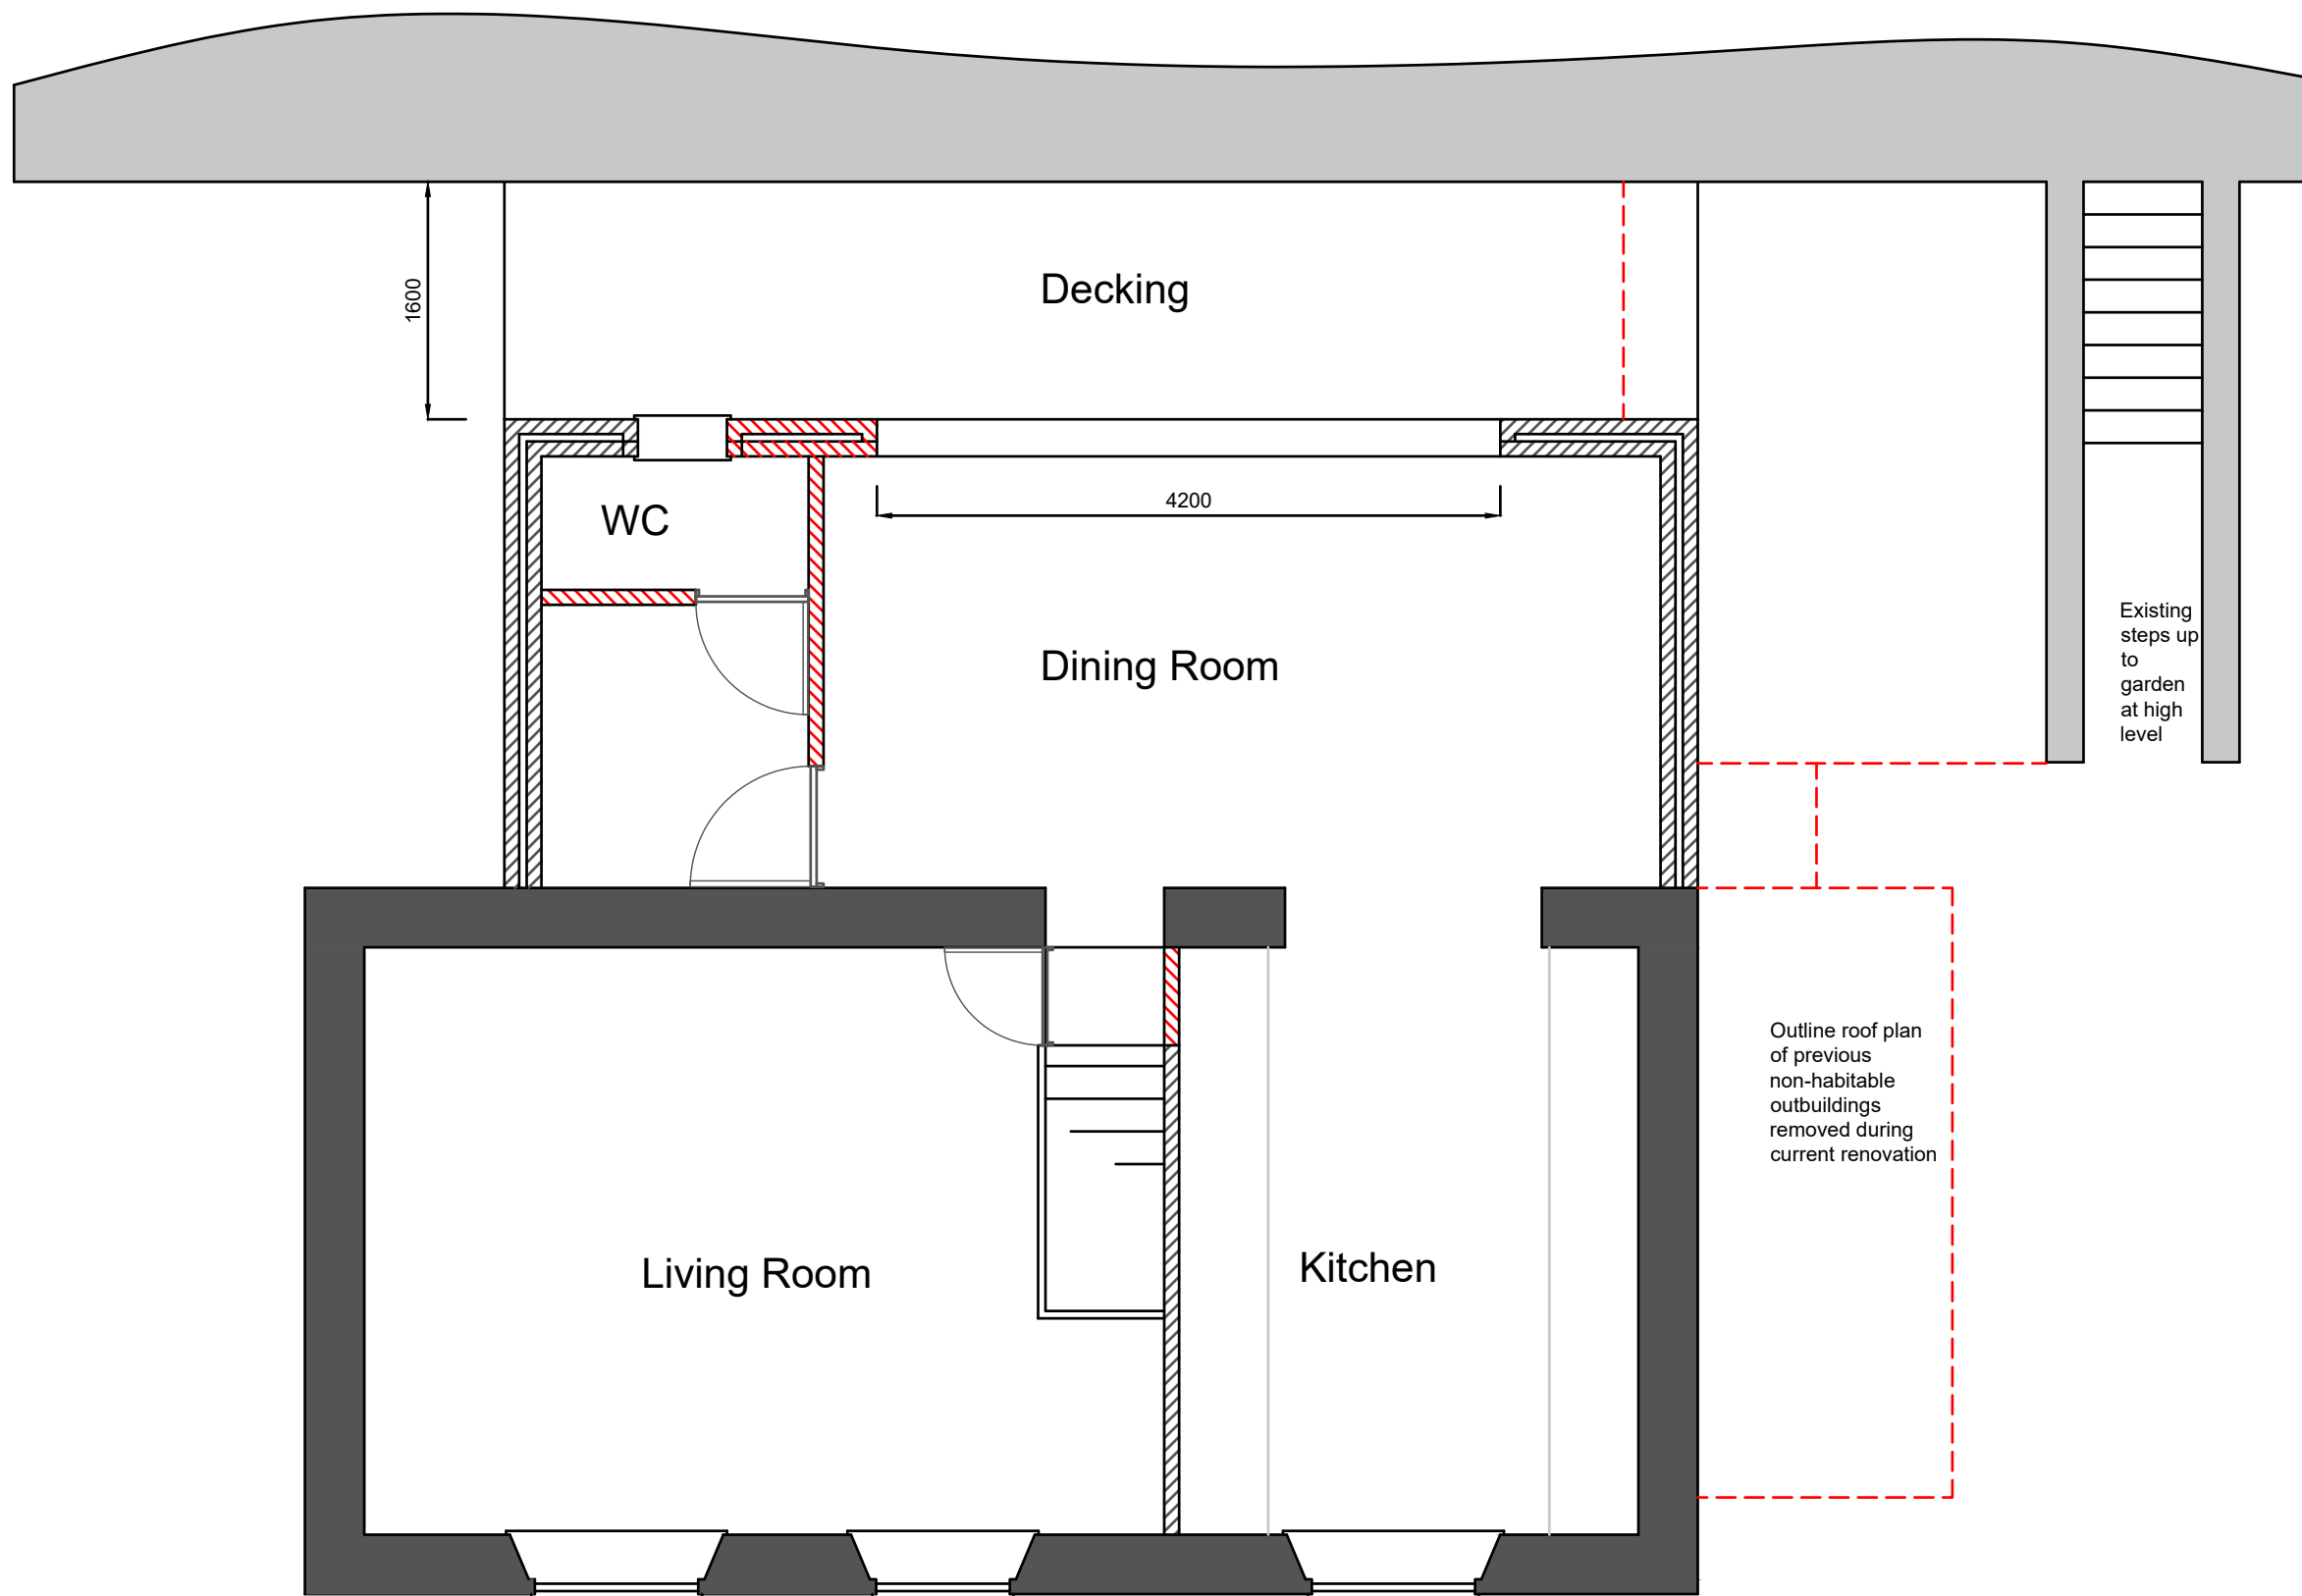 Decking
1600
4200
WC
Dining Room
Existing
steps up
to
garden
at high
level
Outline roof plan
of previous
non-habitable
outbuildings
removed during
current renovation
Living Room
Kitchen